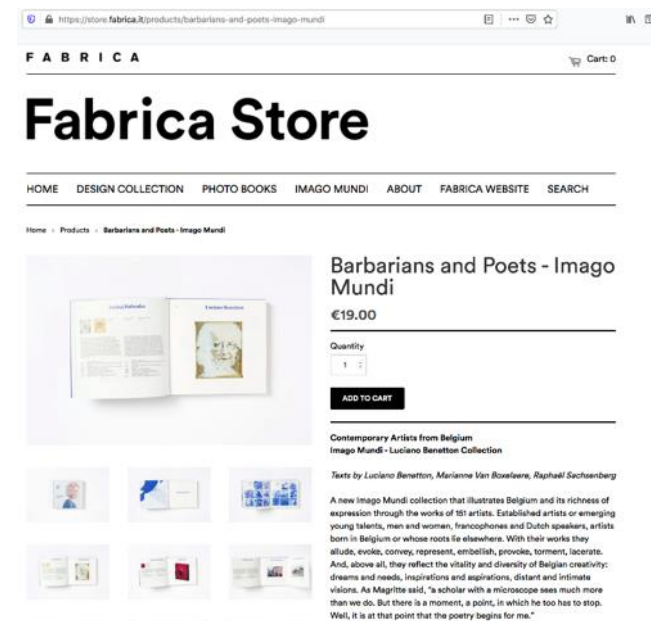 https://store.fabrica.it/products/barbarians-and-poets-imago-mundi
FABRICA
Cart: 0
Fabrica Store
HOME DESIGN COLLECTION PHOTO BOOKS IMAGO MUNDI ABOUT FABRICA WEBSITE SEARCH
Home › Products › Barbarians and Poets - Imago Mundi
Barbarians and Poets - Imago
Mundi
€19.00
Quantity
1
ADD TO CART
Contemporary Artists from Belgium
Imago Mundi - Luciano Benetton Collection
Texts by Luciano Benetton, Marianne Van Boxelaere, Raphaël Sachsenberg
A new Imago Mundi collection that illustrates Belgium and its richness of
expression through the works of 151 artists. Established artists or emerging
young talents, men and women, francophones and Dutch speakers, artists
born in Belgium or whose roots lie elsewhere. With their works they
allude, evoke, convey, represent, embellish, provoke, torment, lacerate.
And, above all, they reflect the vitality and diversity of Belgian creativity:
dreams and needs, inspirations and aspirations, distant and intimate
visions. As Magritte said, "a scholar with a microscope sees much more
than we do. But there is a moment, a point, in which he too has to stop.
Well, it is at that point that the poetry begins for me."
Luciano Benetton